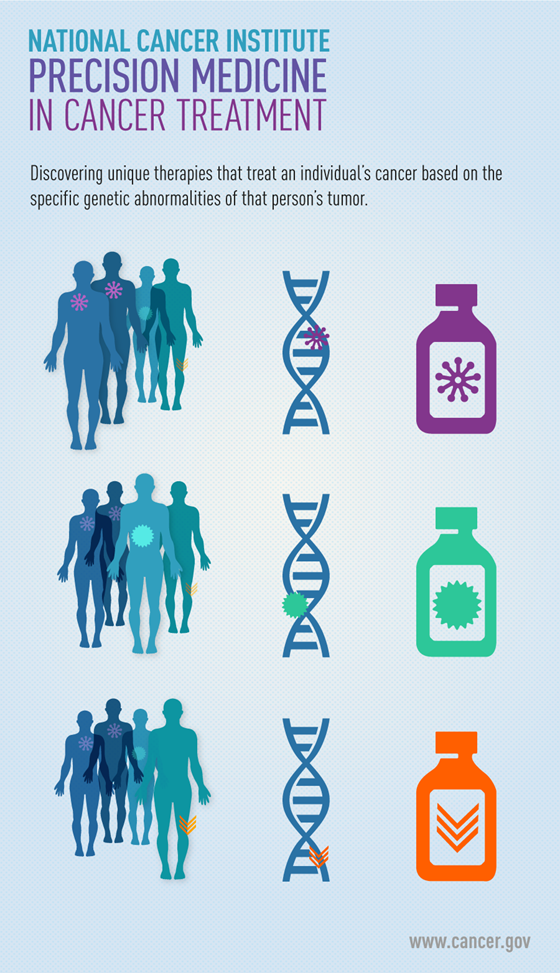 NATIONAL CANCER INSTITUTE
PRECISION MEDICINE
IN CANCER TREATMENT
Discovering unique therapies that treat an individual's cancer based on the
specific genetic abnormalities of that person's tumor.
www.cancer.gov